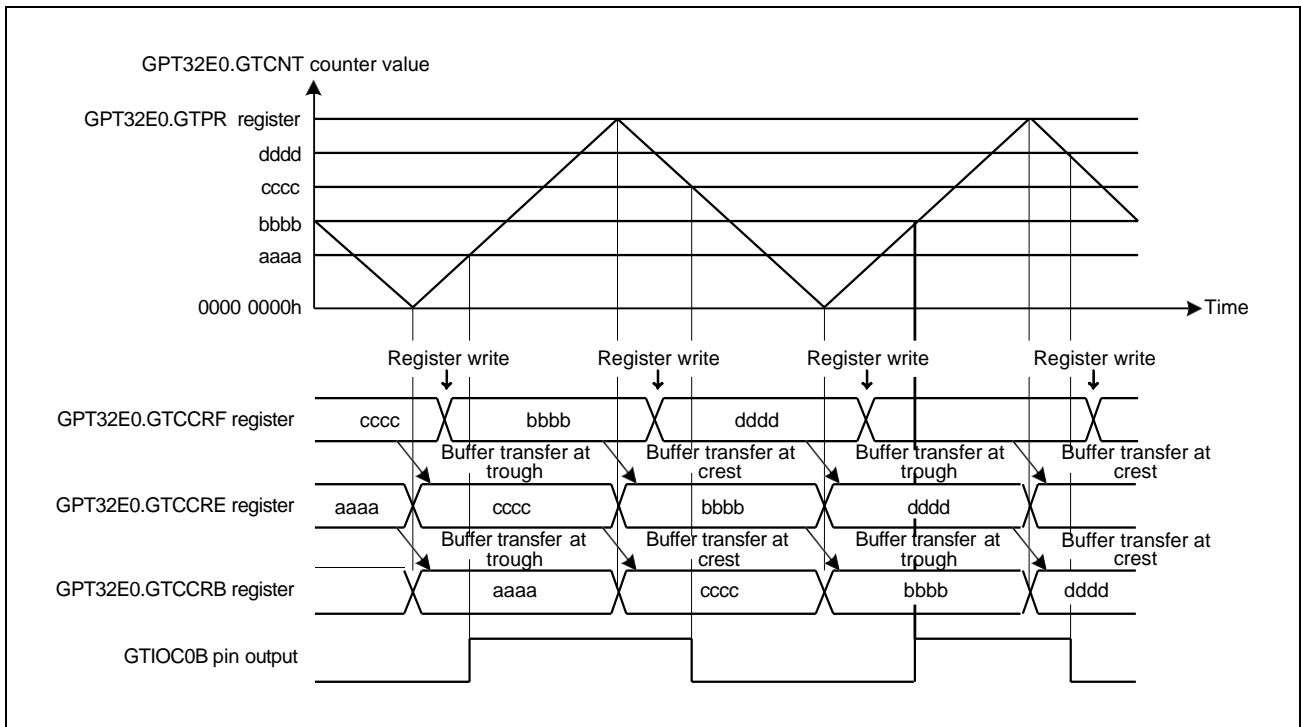 GPT32E0.GTCNT counter value
GPT32E0.GTPR register
dddd
cccc
bbbb
aaaa
0000 0000h
Time
Register write Register write Register write Register write
GPT32E0.GTCCRF register cccc bbbb dddd
Buffer transfer at Buffer transfer at Buffer transfer at Buffer transfer at
trough crest trough crest
GPT32E0.GTCCRE register aaaa cccc bbbb dddd
Buffer transfer at Buffer transfer at Buffer transfer at Buffer transfer at
trough crest trough crest
GPT32E0.GTCCRB register aaaa cccc bbbb dddd
GTIOC0B pin output